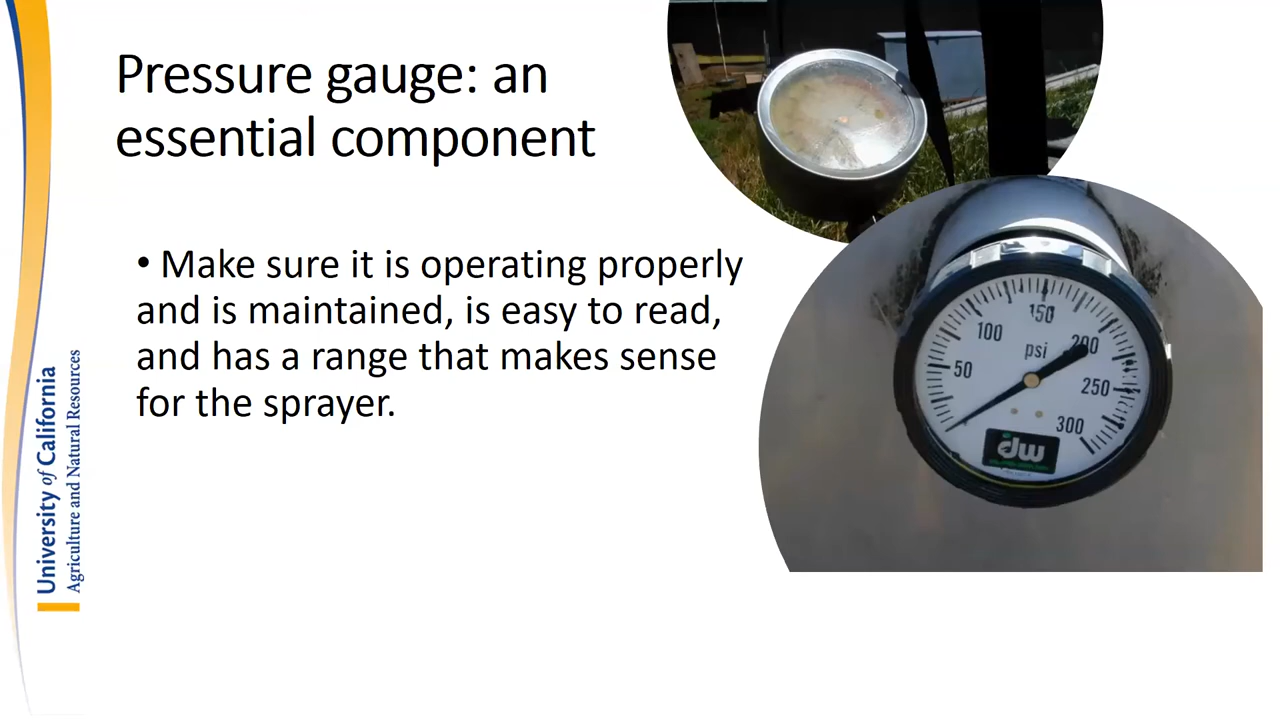 Pressure gauge: an
essential component
• Make sure it is operating properly
and is maintained, is easy to read,
and has a range that makes sense
for the sprayer.
University of California
Agriculture and Natural Resources
50
100
150
200
250
300
psi
dw